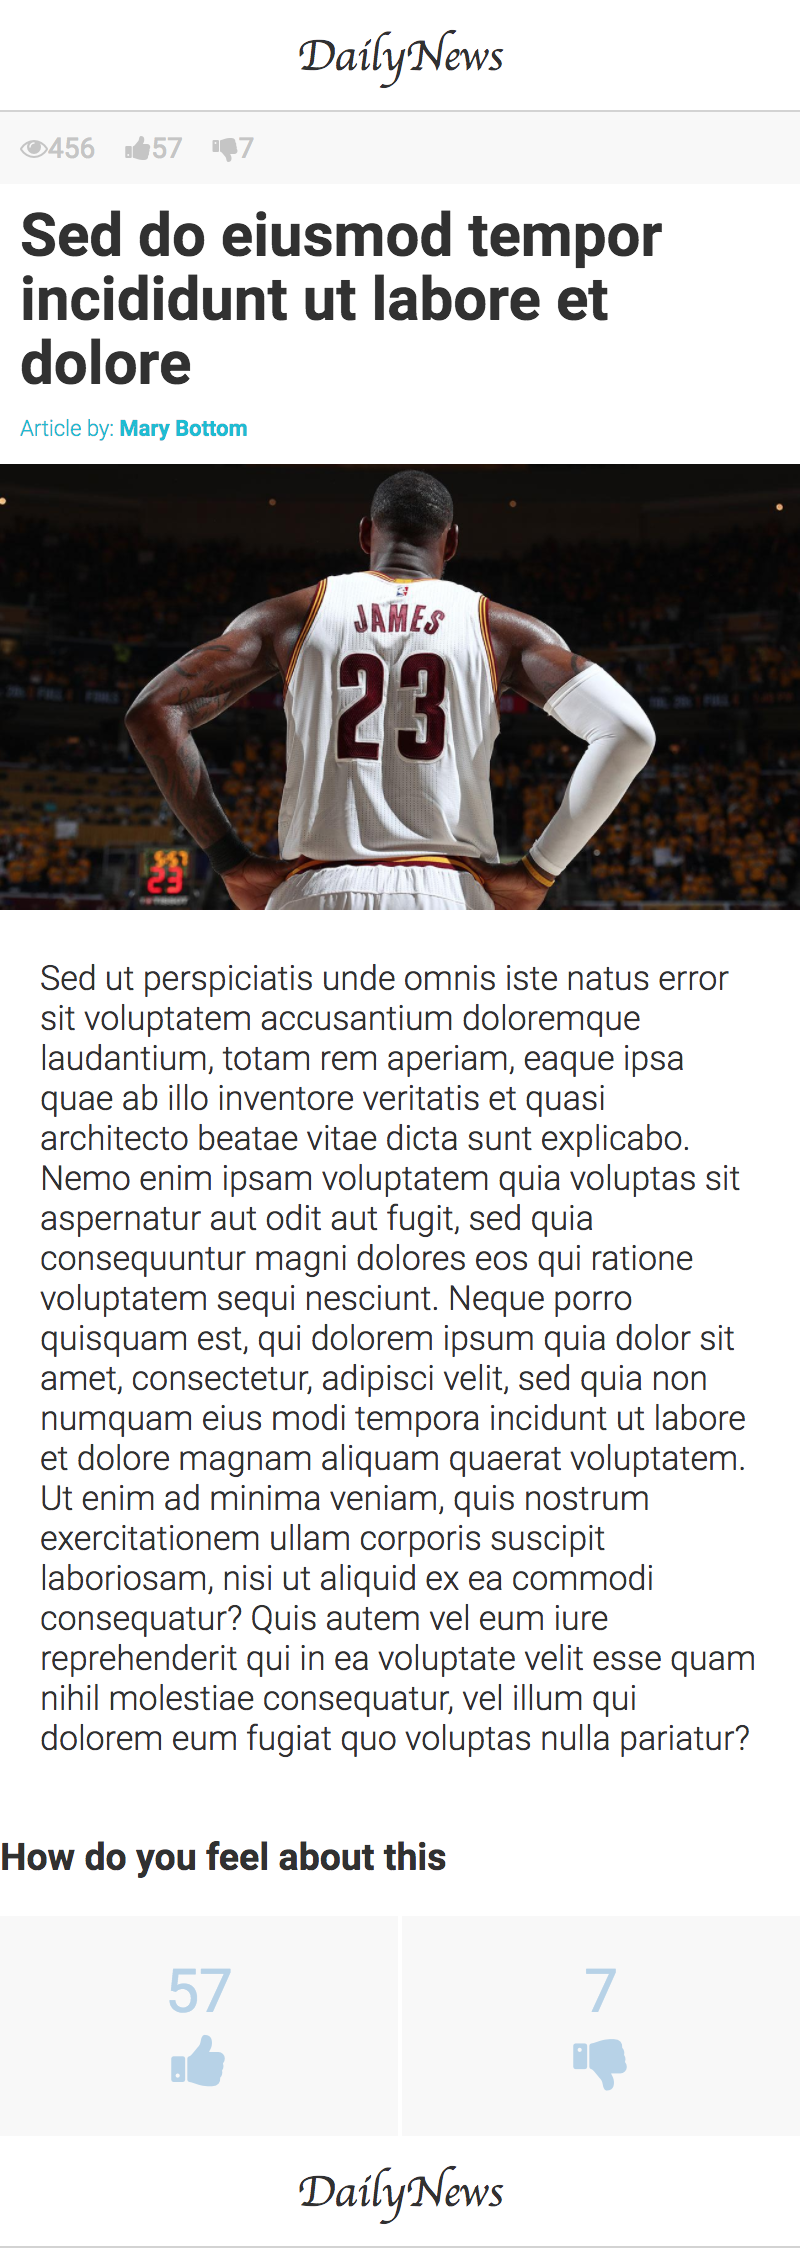 DailyNews
456 57 7
Sed do eiusmod tempor
incididunt ut labore et
dolore
Article by: Mary Bottom
JAMES
23
5:57
23
Sed ut perspiciatis unde omnis iste natus error
sit voluptatem accusantium doloremque
laudantium, totam rem aperiam, eaque ipsa
quae ab illo inventore veritatis et quasi
architecto beatae vitae dicta sunt explicabo.
Nemo enim ipsam voluptatem quia voluptas sit
aspernatur aut odit aut fugit, sed quia
consequuntur magni dolores eos qui ratione
voluptatem sequi nesciunt. Neque porro
quisquam est, qui dolorem ipsum quia dolor sit
amet, consectetur, adipisci velit, sed quia non
numquam eius modi tempora incidunt ut labore
et dolore magnam aliquam quaerat voluptatem.
Ut enim ad minima veniam, quis nostrum
exercitationem ullam corporis suscipit
laboriosam, nisi ut aliquid ex ea commodi
consequatur? Quis autem vel eum iure
reprehenderit qui in ea voluptate velit esse quam
nihil molestiae consequatur, vel illum qui
dolorem eum fugiat quo voluptas nulla pariatur?
How do you feel about this
57 7
DailyNews